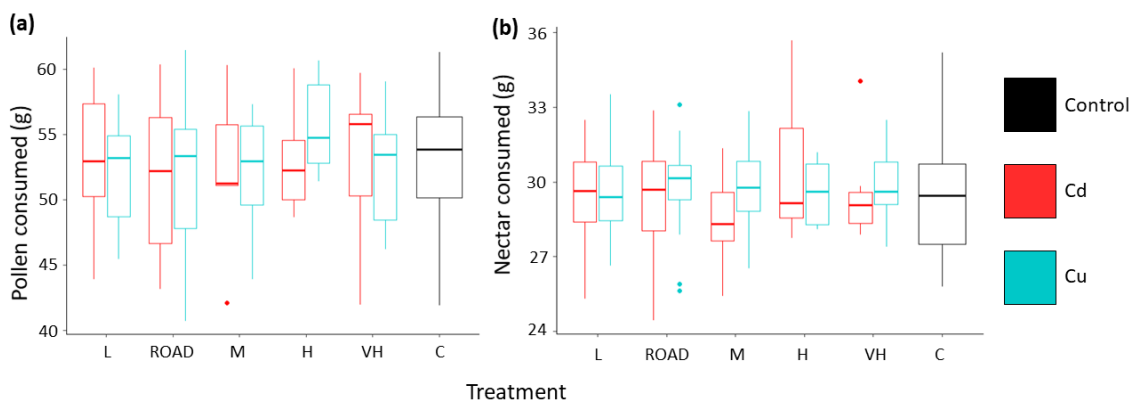 (a)
Pollen consumed (g)
60
55
50
45
40
L ROAD M H VH C
(b)
Nectar consumed (g)
36
33
30
27
24
L ROAD M H VH C
Treatment
Control
Cd
Cu